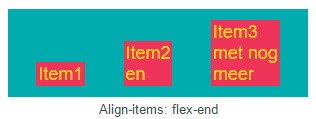 Item1
Item2
en
Item3
met nog
meer
Align-items: flex-end